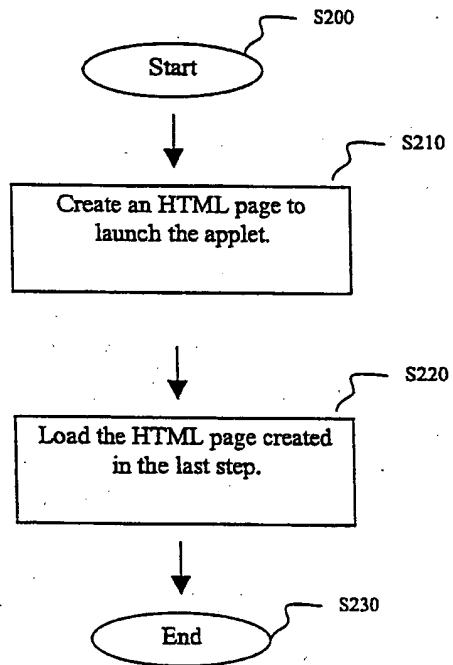 S200
Start
S210
Create an HTML page to
launch the applet.
S220
Load the HTML page created
in the last step.
S230
End